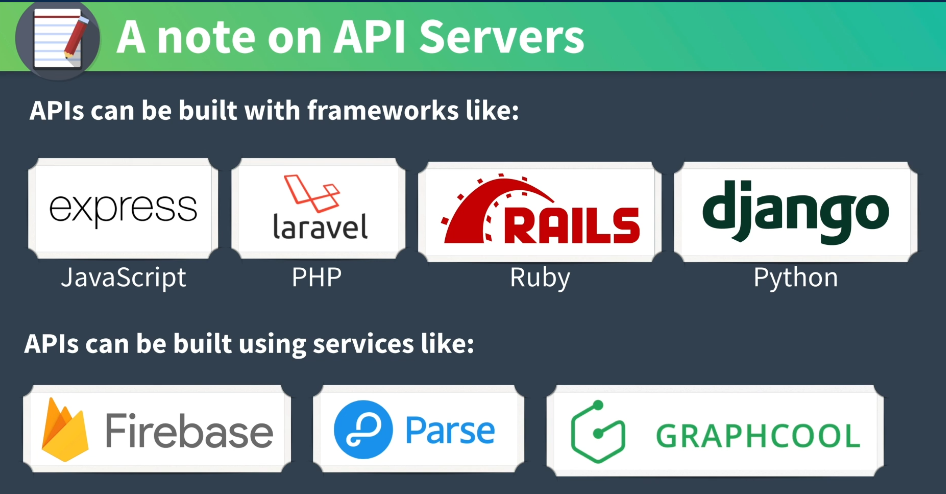 A note on API Servers
APIs can be built with frameworks like:
express laravel RAILS django
JavaScript PHP Ruby Python
APIs can be built using services like:
Firebase Parse GRAPHCOOL